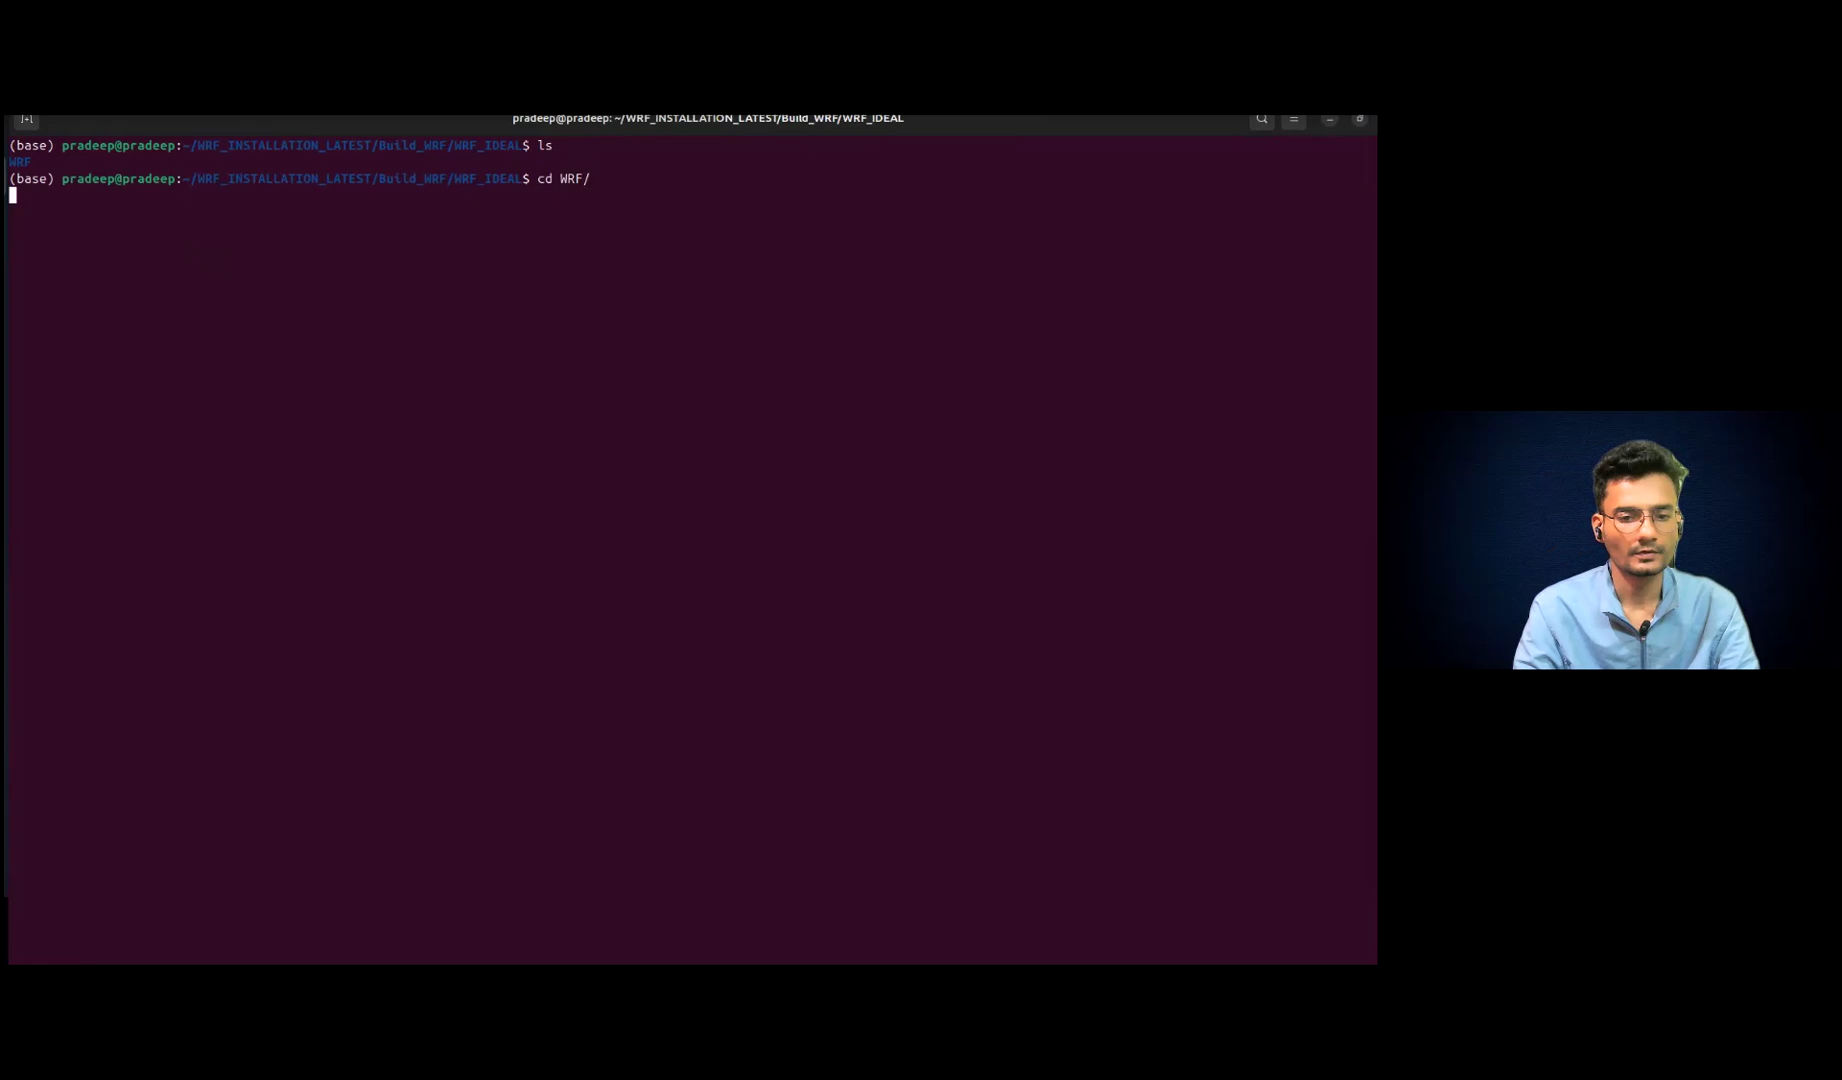 pradeep@pradeep: ~/WRF_INSTALLATION_LATEST/Build_WRF/WRF_IDEAL
(base) pradeep@pradeep:~/WRF_INSTALLATION_LATEST/Build_WRF/WRF_IDEAL$ ls
WRF
(base) pradeep@pradeep:~/WRF_INSTALLATION_LATEST/Build_WRF/WRF_IDEAL$ cd WRF/